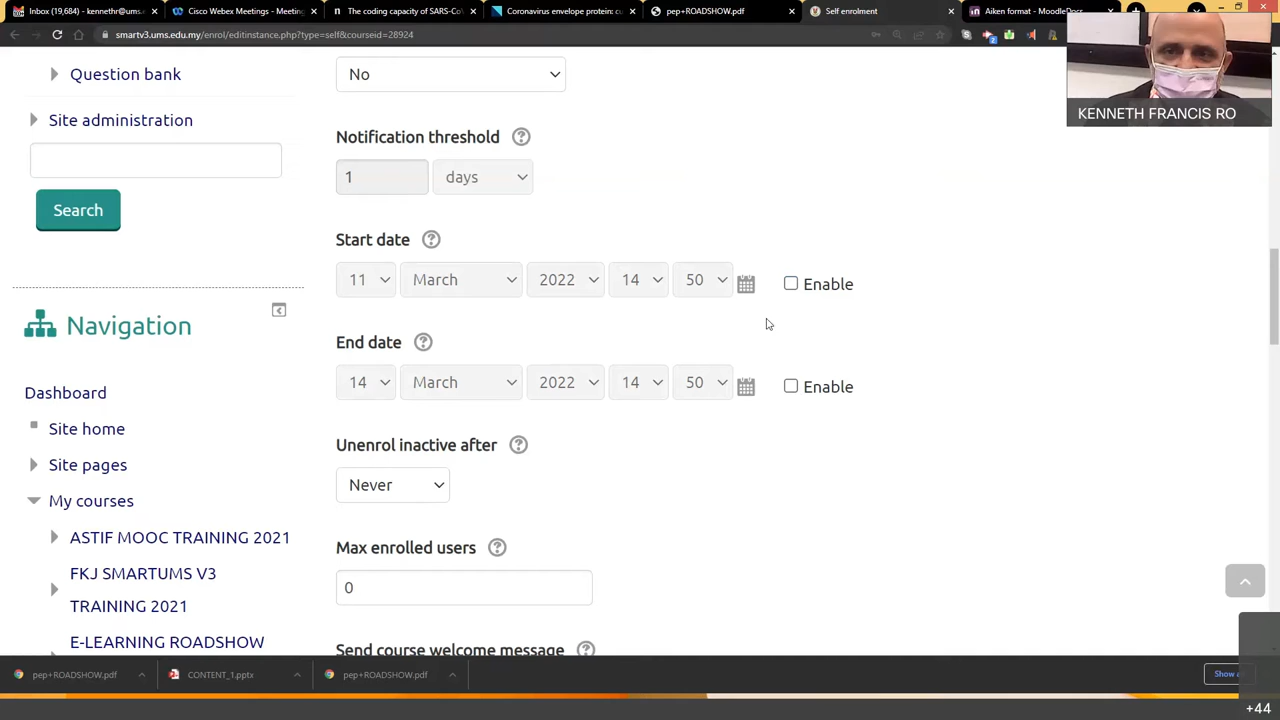 Inbox (19,684) - kennethr@ums.
Cisco Webex Meetings - Meeting
The coding capacity of SARS-CoV
Coronavirus envelope protein: cu
pep+ROADSHOW.pdf
Self enrolment
Aiken format - MoodleDocs
smartv3.ums.edu.my/enrol/editinstance.php?type=self&courseid=28924
KENNETH FRANCIS RO
Question bank
Site administration
Search
Navigation
Dashboard
Site home
Site pages
My courses
ASTIF MOOC TRAINING 2021
FKJ SMARTUMS V3
TRAINING 2021
E-LEARNING ROADSHOW
No
Notification threshold
1 days
Start date
11 March 2022 14 50 Enable
End date
14 March 2022 14 50 Enable
Unenrol inactive after
Never
Max enrolled users
0
Send course welcome message
pep+ROADSHOW.pdf
CONTENT_1.pptx
pep+ROADSHOW.pdf
Show a
+44